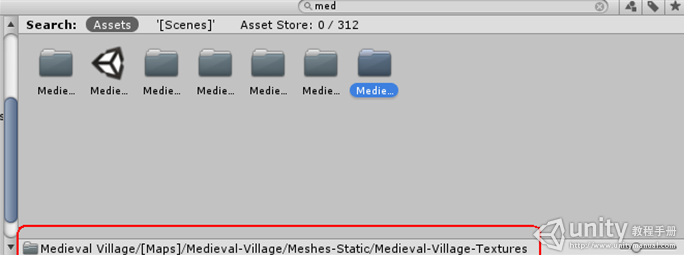 med
Search: Assets '[Scenes]' Asset Store: 0 / 312
Medie... Medie... Medie... Medie... Medie... Medie... Medie...
unity 教程手册
Medieval Village/[Maps]/Medieval-Village/Meshes-Static/Medieval-Village-Textures